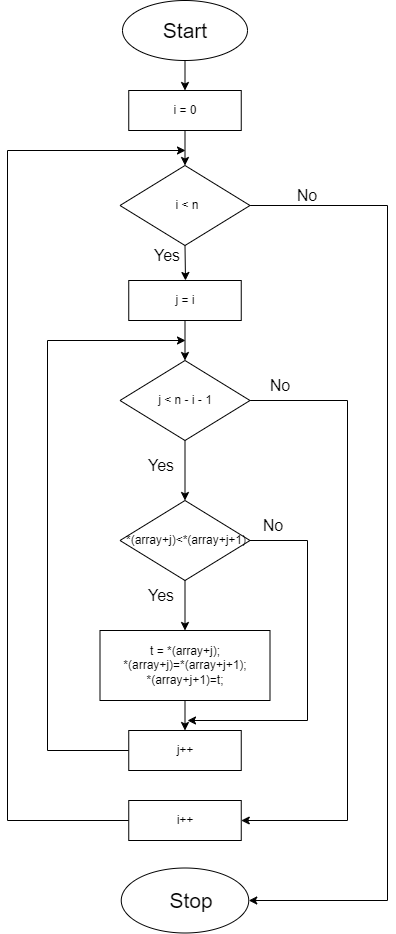 Start
i = 0
i < n
No
Yes
j = i
j < n - i - 1
No
Yes
*(array+j)<*(array+j+1)
No
Yes
t = *(array+j);
*(array+j)=*(array+j+1);
*(array+j+1)=t;
j++
i++
Stop